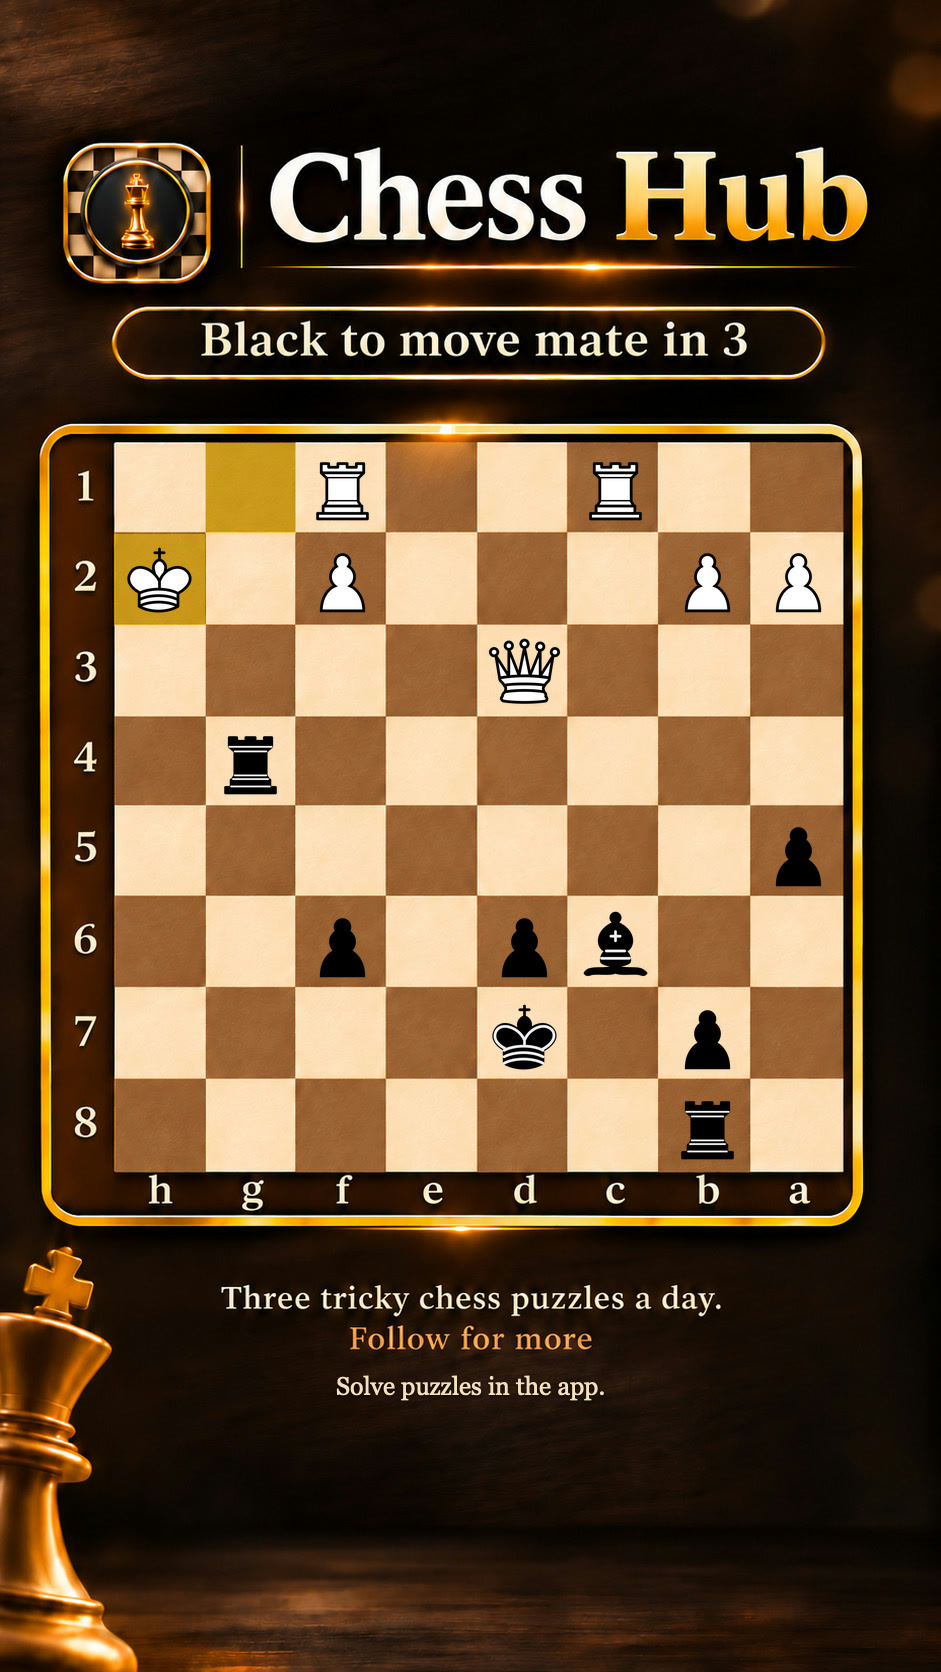 Chess Hub
Black to move mate in 3
1
2
3
4
5
6
7
8
h g f e d c b a
Three tricky chess puzzles a day.
Follow for more
Solve puzzles in the app.